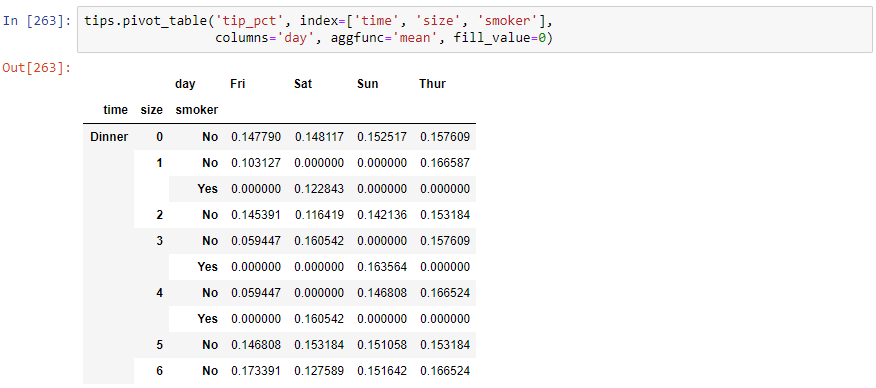 In [263]: tips.pivot_table('tip_pct', index=['time', 'size', 'smoker'],
columns='day', aggfunc='mean', fill_value=0)
Out[263]:
day Fri Sat Sun Thur
time size smoker
Dinner 0 No 0.147790 0.148117 0.152517 0.157609
1 No 0.103127 0.000000 0.000000 0.166587
Yes 0.000000 0.122843 0.000000 0.000000
2 No 0.145391 0.116419 0.142136 0.153184
3 No 0.059447 0.160542 0.000000 0.157609
Yes 0.000000 0.000000 0.163564 0.000000
4 No 0.059447 0.000000 0.146808 0.166524
Yes 0.000000 0.160542 0.000000 0.000000
5 No 0.146808 0.153184 0.151058 0.153184
6 No 0.173391 0.127589 0.151642 0.166524